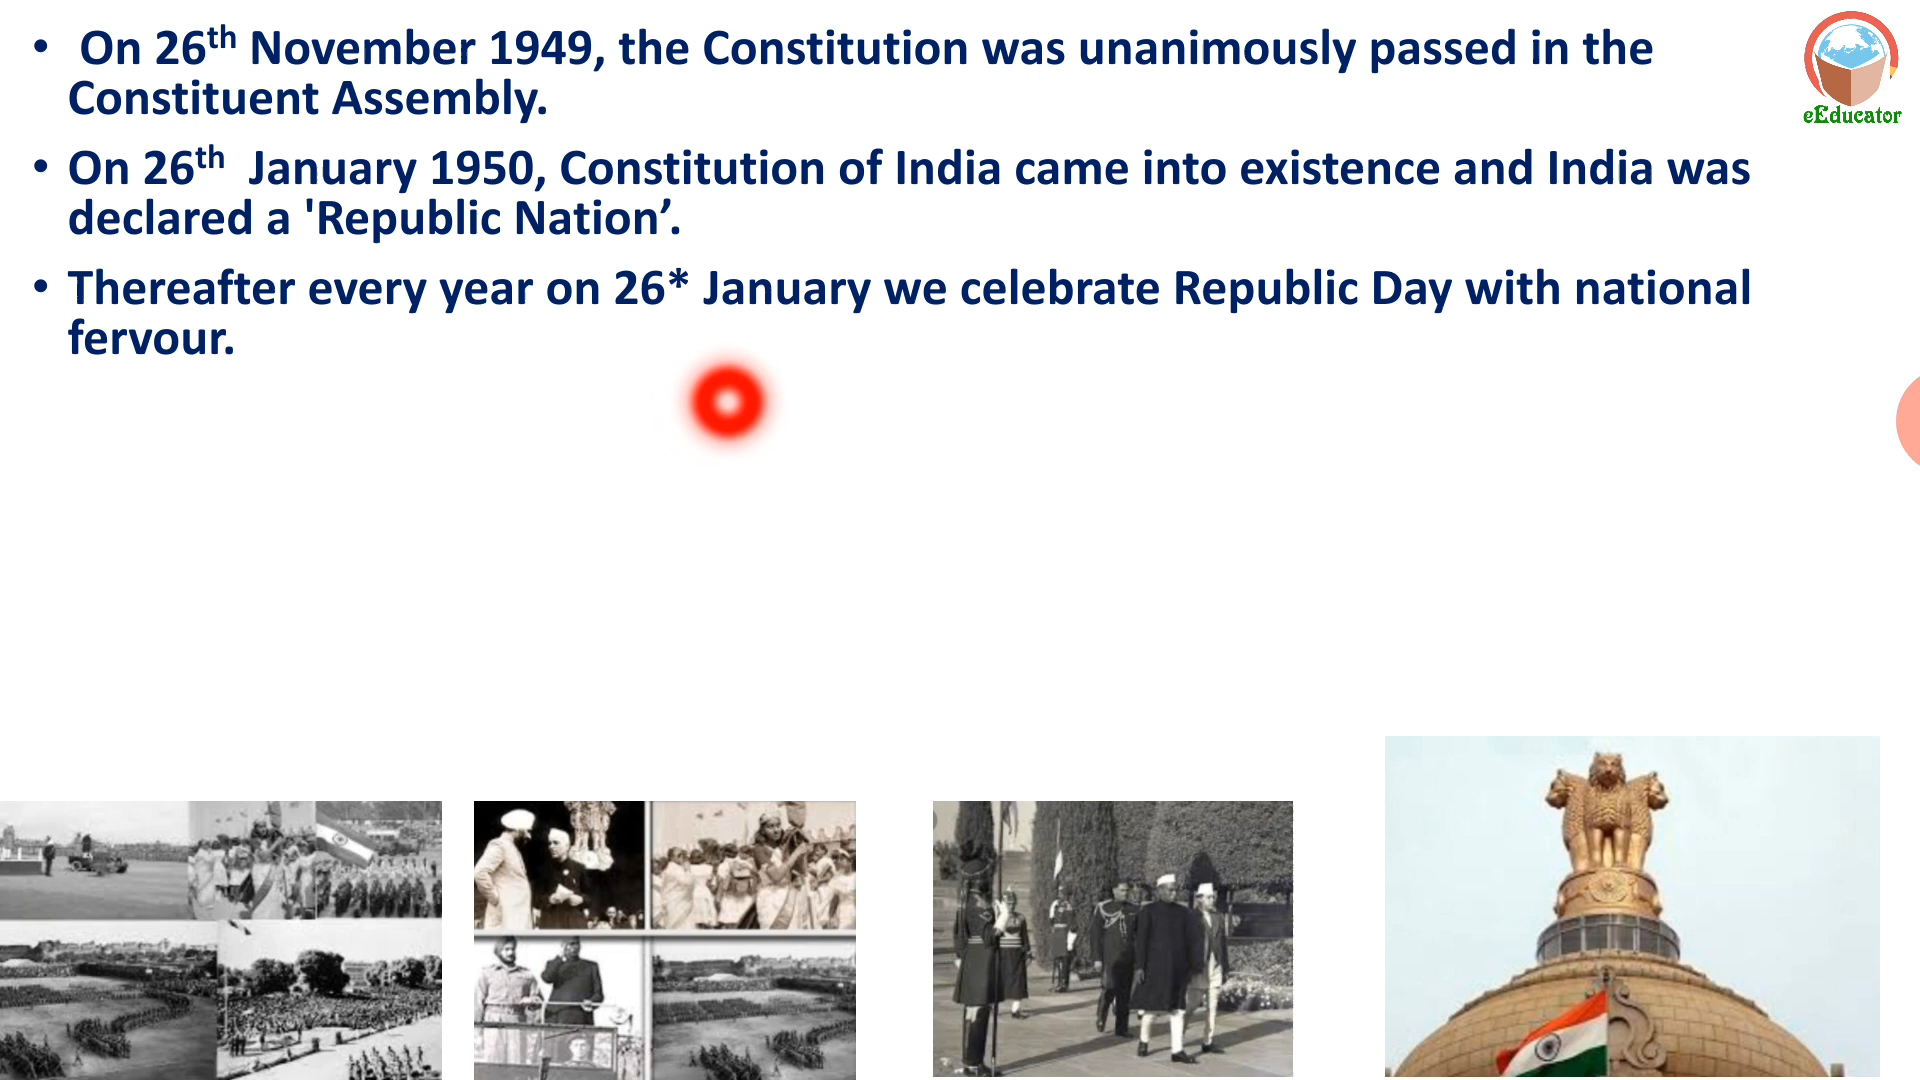 • On 26th November 1949, the Constitution was unanimously passed in the
Constituent Assembly.
• On 26th January 1950, Constitution of India came into existence and India was
declared a 'Republic Nation’.
• Thereafter every year on 26* January we celebrate Republic Day with national
fervour.
eEducator